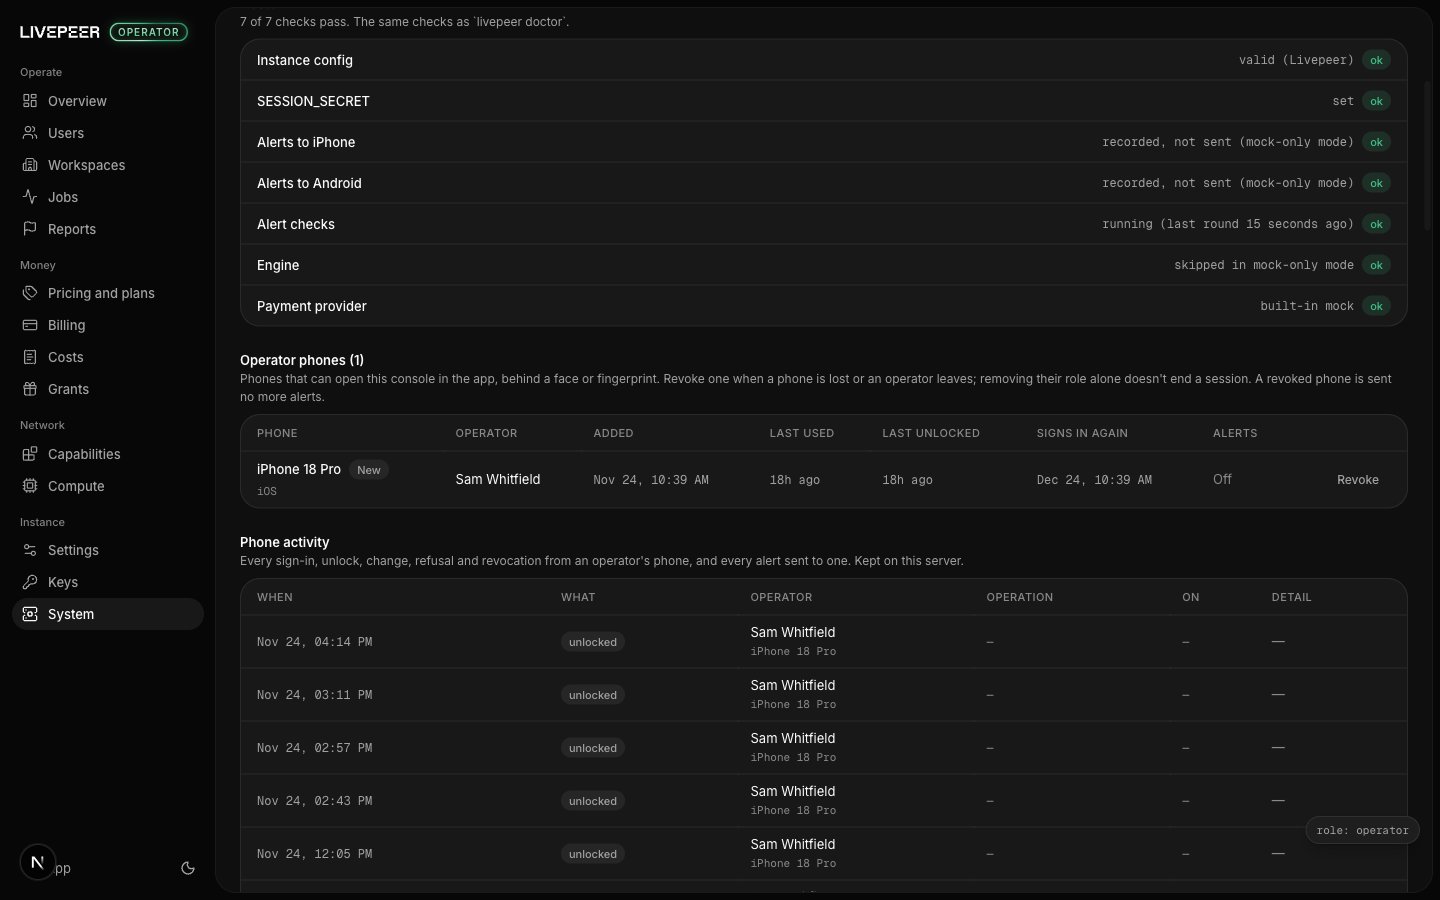 LIVEPEER OPERATOR
Operate
Overview
Users
Workspaces
Jobs
Reports
Money
Pricing and plans
Billing
Costs
Grants
Network
Capabilities
Compute
Instance
Settings
Keys
System
N
pp
7 of 7 checks pass. The same checks as `livepeer doctor`.
Instance config valid (Livepeer) ok
SESSION_SECRET set ok
Alerts to iPhone recorded, not sent (mock-only mode) ok
Alerts to Android recorded, not sent (mock-only mode) ok
Alert checks running (last round 15 seconds ago) ok
Engine skipped in mock-only mode ok
Payment provider built-in mock ok
Operator phones (1)
Phones that can open this console in the app, behind a face or fingerprint. Revoke one when a phone is lost or an operator leaves; removing their role alone doesn't end a session. A revoked phone is sent
no more alerts.
PHONE OPERATOR ADDED LAST USED LAST UNLOCKED SIGNS IN AGAIN ALERTS
iPhone 18 Pro New
iOS
Sam Whitfield Nov 24, 10:39 AM 18h ago 18h ago Dec 24, 10:39 AM Off Revoke
Phone activity
Every sign-in, unlock, change, refusal and revocation from an operator's phone, and every alert sent to one. Kept on this server.
WHEN WHAT OPERATOR OPERATION ON DETAIL
Nov 24, 04:14 PM unlocked Sam Whitfield – – —
iPhone 18 Pro
Nov 24, 03:11 PM unlocked Sam Whitfield – – —
iPhone 18 Pro
Nov 24, 02:57 PM unlocked Sam Whitfield – – —
iPhone 18 Pro
Nov 24, 02:43 PM unlocked Sam Whitfield – – —
iPhone 18 Pro
Nov 24, 12:05 PM unlocked Sam Whitfield – – —
iPhone 18 Pro
role: operator